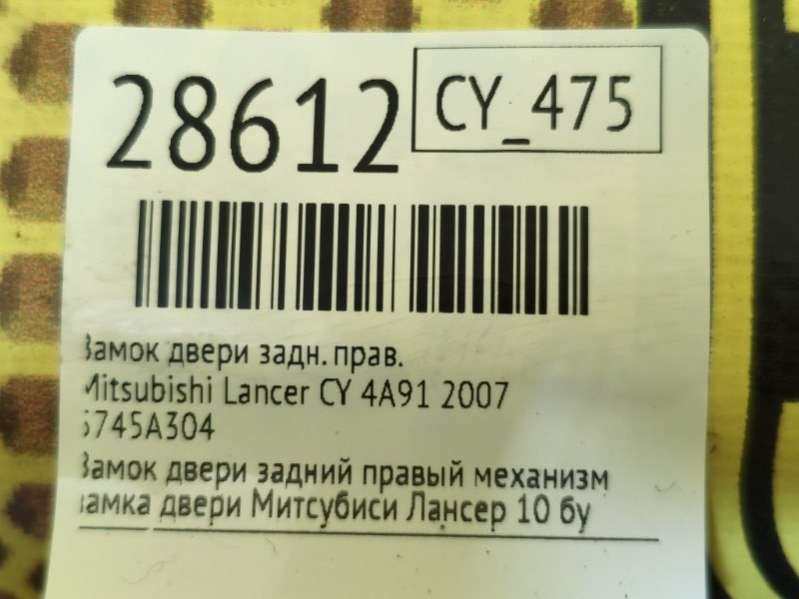 28612
CY_475
Замок двери задн. прав.
Mitsubishi Lancer CY 4A91 2007
5745A304
Замок двери задний правый механизм
замка двери Митсубиси Лансер 10 бу